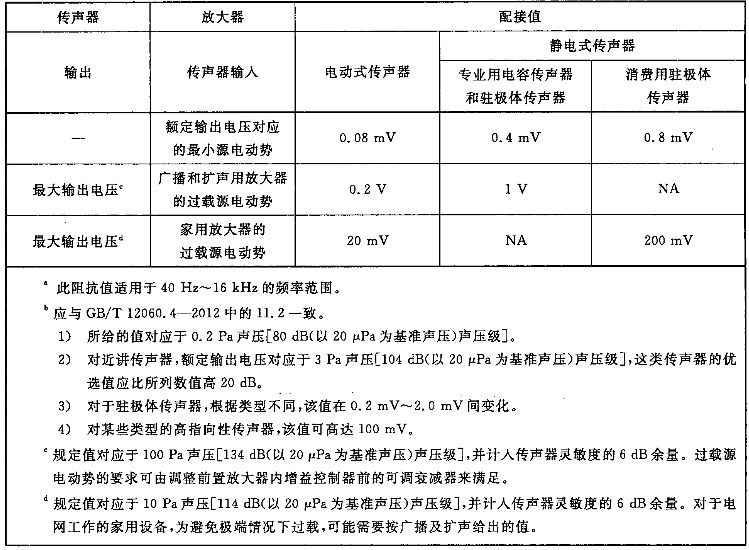 传声器 放大器 配接值
静电式传声器
输出 传声器输入 电动式传声器
专业用电容传声器 消费用驻极体
和驻极体传声器 传声器
额定输出电压对应
— 0.08 mV 0.4 mV 0.8 mV
的最小源电动势
广播和扩声用放大器
最大输出电压c 0.2 V 1 V NA
的过载源电动势
家用放大器的
最大输出电压d 20 mV NA 200 mV
过载源电动势
a 此阻抗值适用于 40 Hz～16 kHz 的频率范围。
b 应与 GB/T 12060.4—2012 中的 11.2 一致。
1) 所给的值对应于 0.2 Pa 声压[80 dB(以 20 μPa 为基准声压)声压级]。
2) 对近讲传声器,额定输出电压对应于 3 Pa 声压[104 dB(以 20 μPa 为基准声压)声压级],这类传声器的优
选值应比所列数值高 20 dB。
3) 对于驻极体传声器,根据类型不同,该值在 0.2 mV～2.0 mV 间变化。
4) 对某些类型的高指向性传声器,该值可高达 100 mV。
c 规定值对应于 100 Pa 声压[134 dB(以 20 μPa 为基准声压)声压级],并计入传声器灵敏度的 6 dB 余量。过载源
电动势的要求可由调整前置放大器内增益控制器前的可调衰减器来满足。
d 规定值对应于 10 Pa 声压[114 dB(以 20 μPa 为基准声压)声压级],并计入传声器灵敏度的 6 dB 余量。对于电
网工作的家用设备,为避免极端情况下过载,可能需要按广播及扩声给出的值。